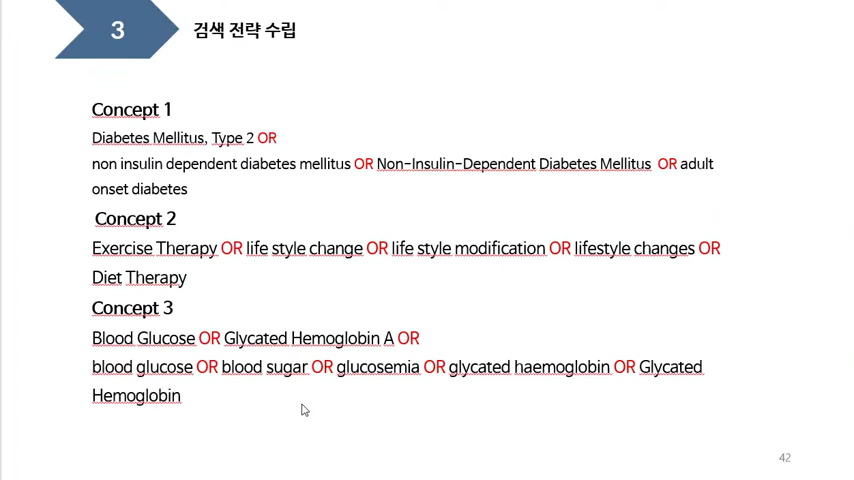 3
검색 전략 수립
Concept 1
Diabetes Mellitus, Type 2 OR
non insulin dependent diabetes mellitus OR Non-Insulin-Dependent Diabetes Mellitus OR adult
onset diabetes
Concept 2
Exercise Therapy OR life style change OR life style modification OR lifestyle changes OR
Diet Therapy
Concept 3
Blood Glucose OR Glycated Hemoglobin A OR
blood glucose OR blood sugar OR glucosemia OR glycated haemoglobin OR Glycated
Hemoglobin
42